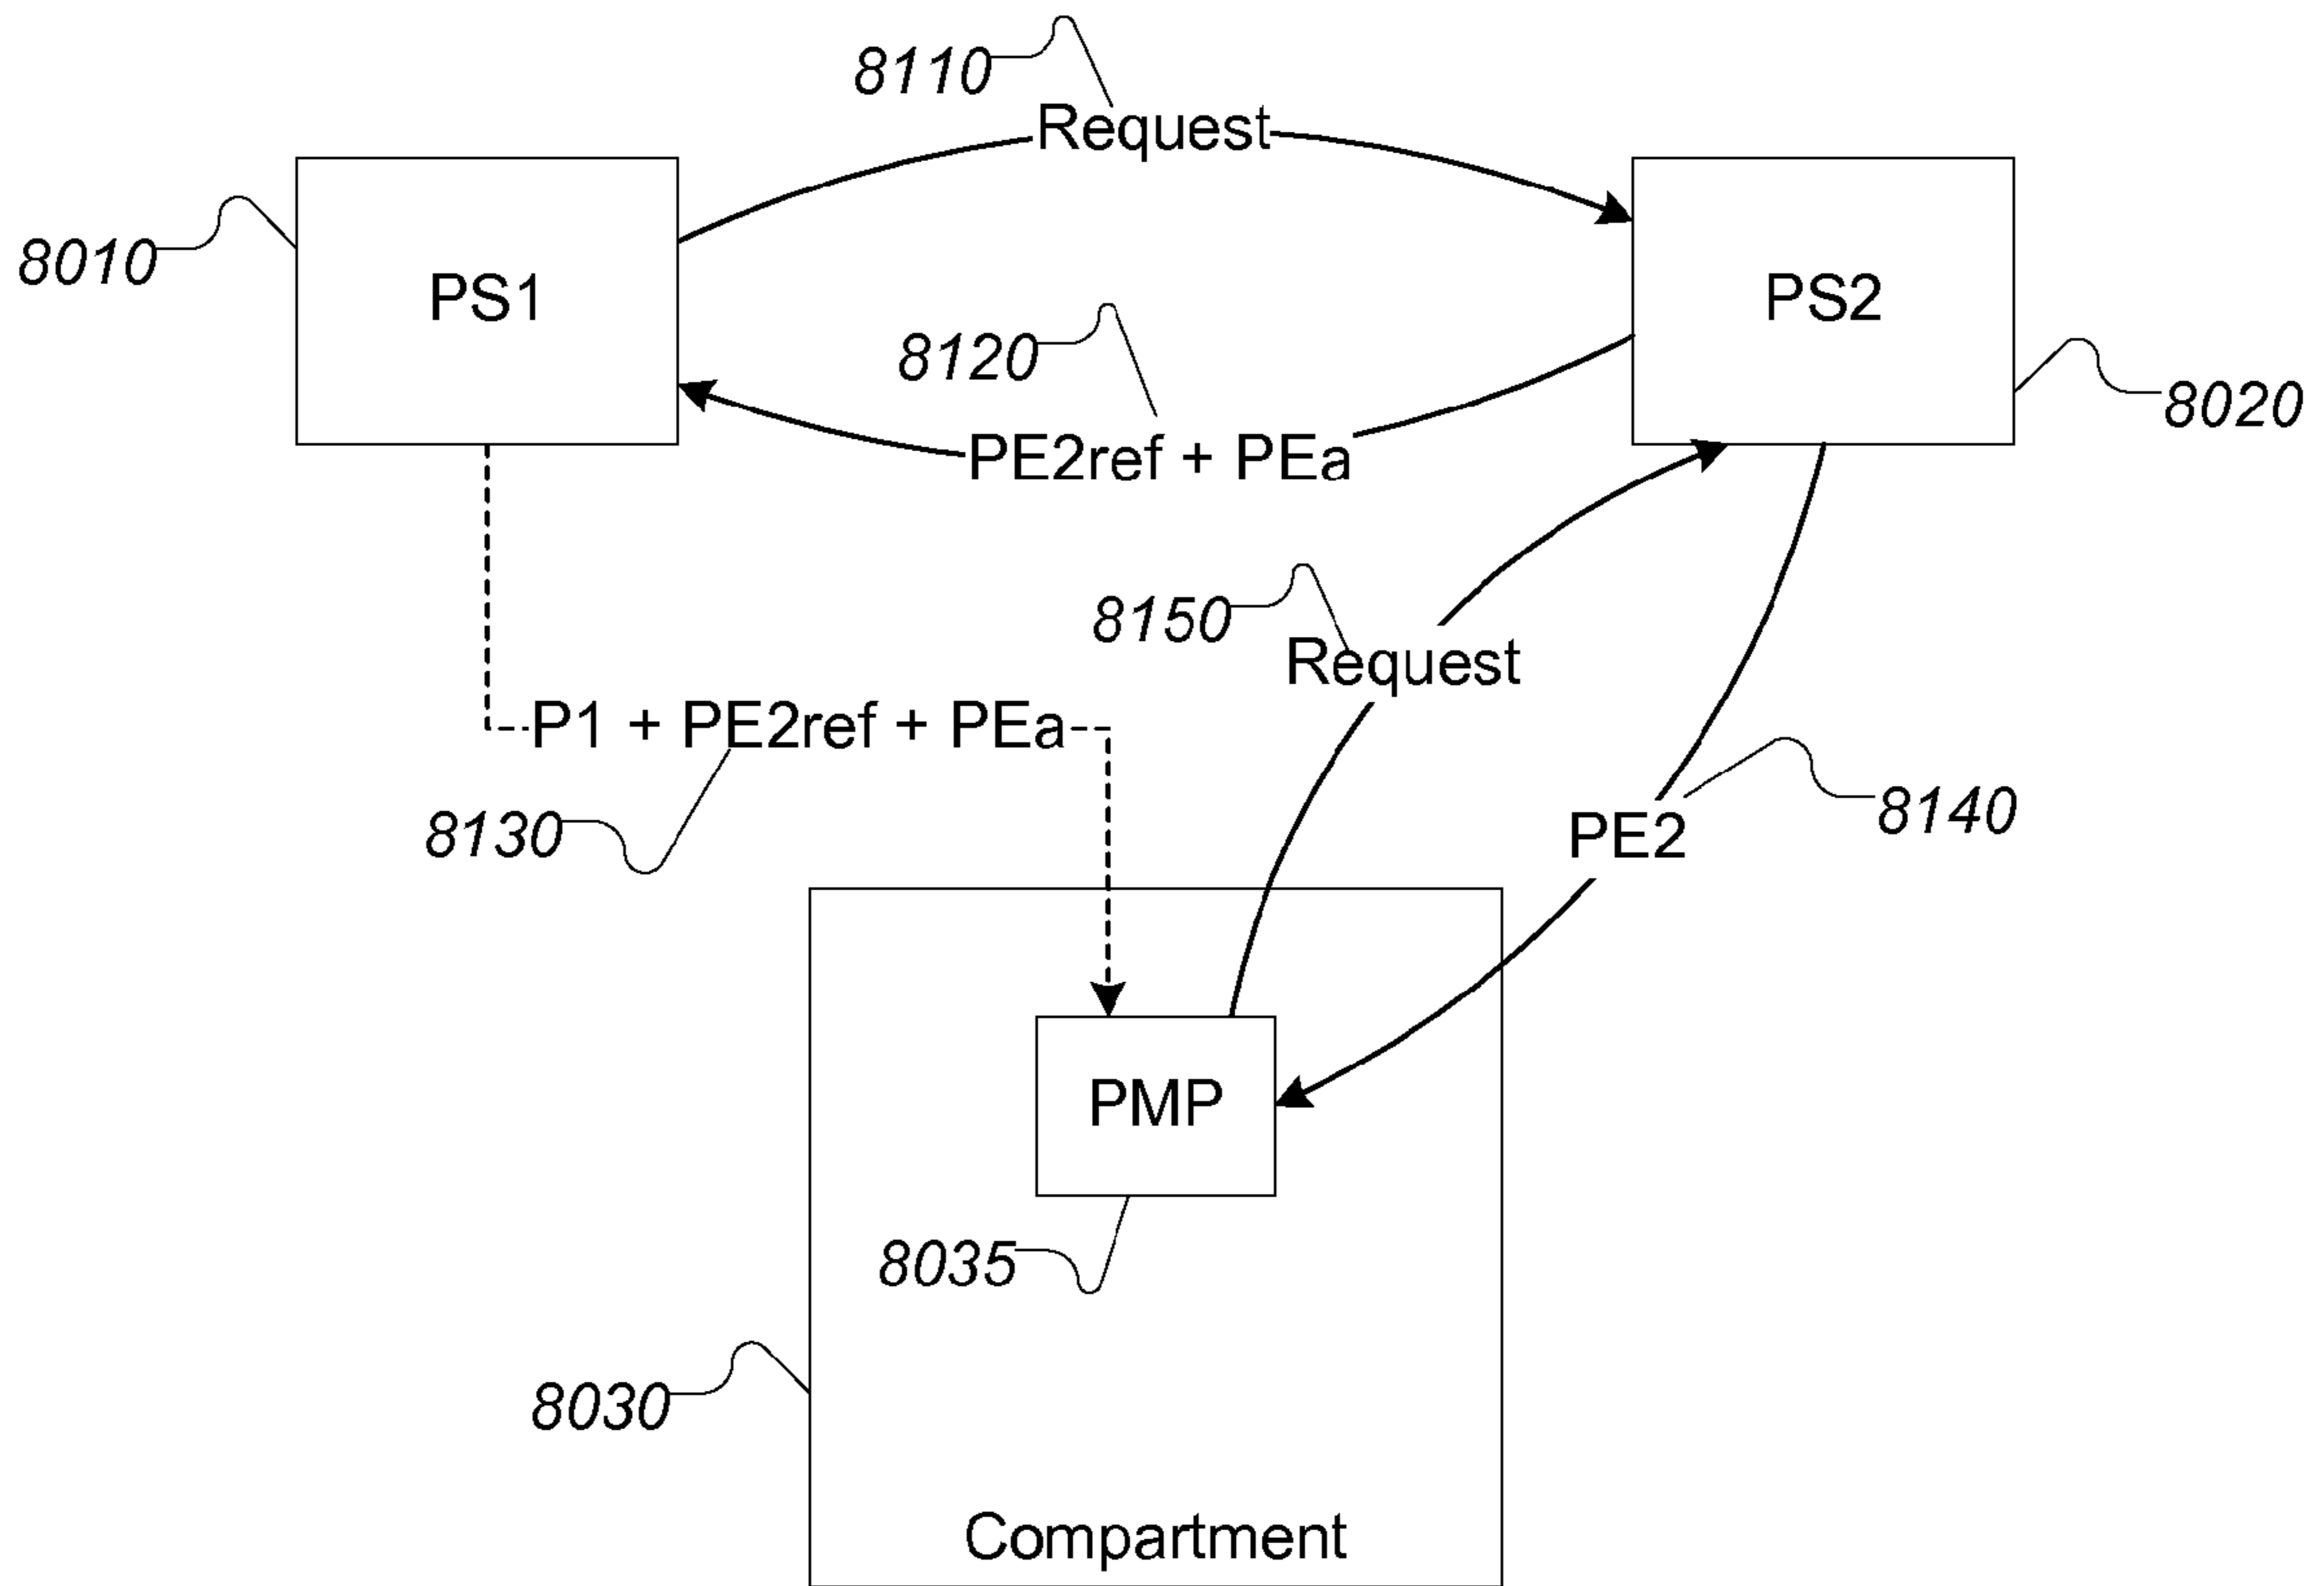 8110
Request
8010
PS1
PS2
8120
8020
PE2ref + PEa
8150
Request
P1 + PE2ref + PEa
8130
8140
PE2
PMP
8035
8030
Compartment